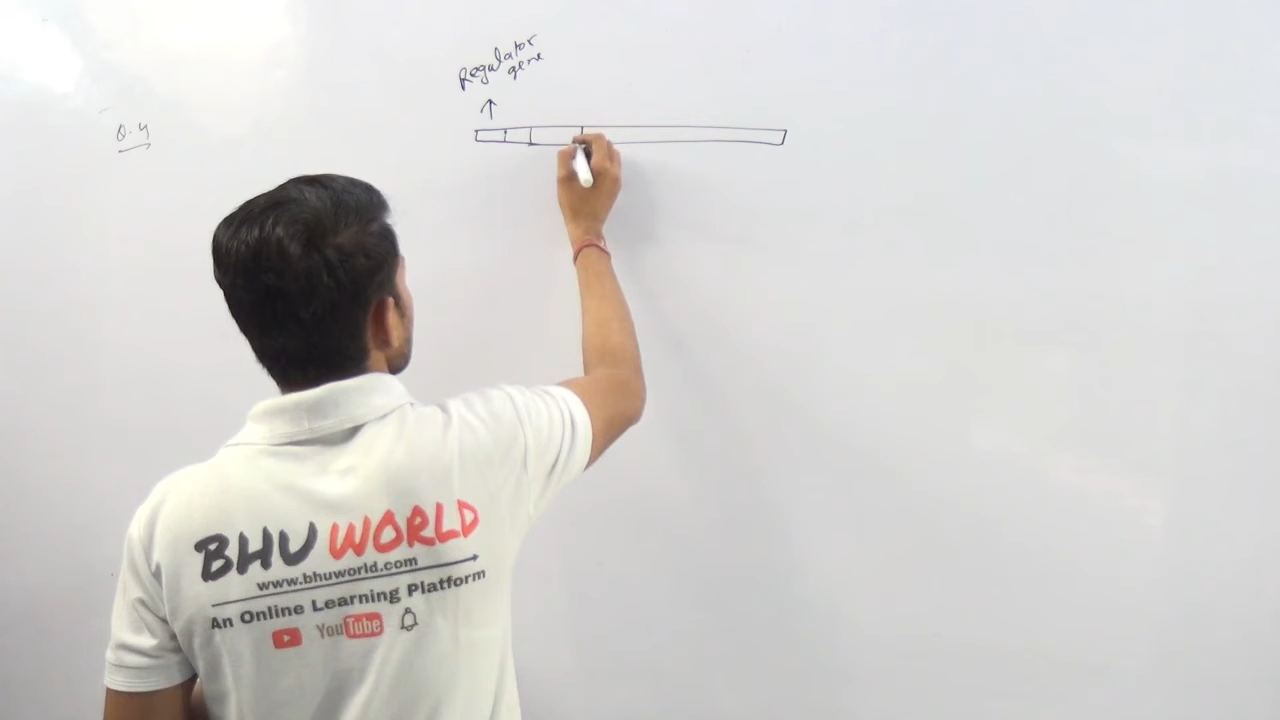 Regulator
gene
Q.4
BHU WORLD
www.bhuworld.com
An Online Learning Platform
YouTube